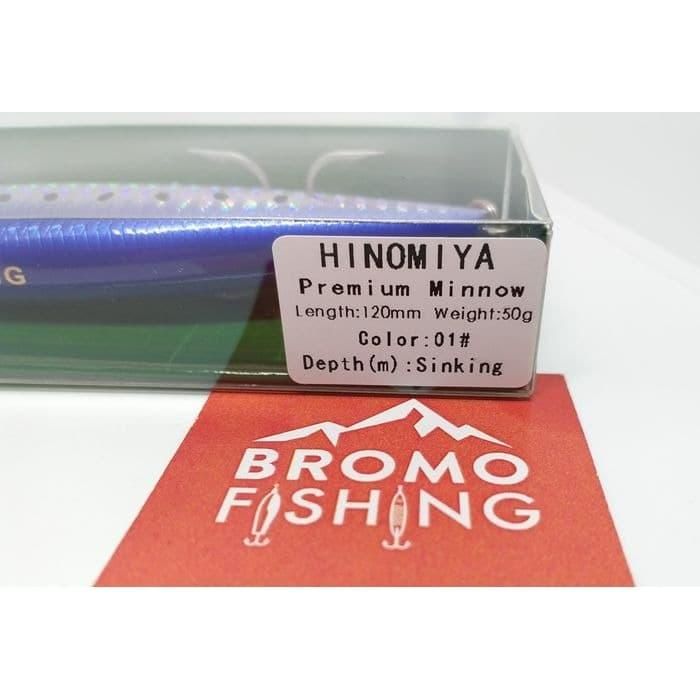 G
HINOMIYA
Premium Minnow
Length:120mm Weight:50g
Color:01#
Depth(m):Sinking
BROMO
FISHING